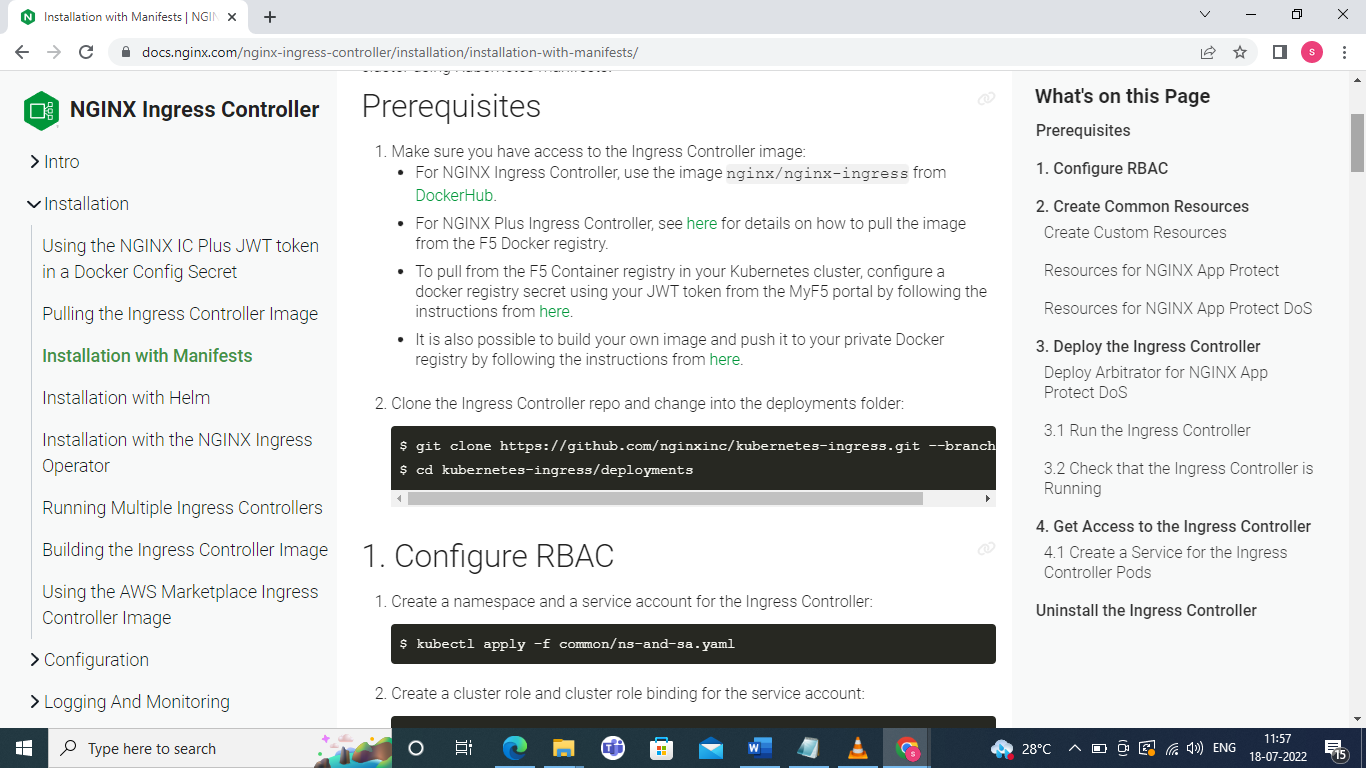 Installation with Manifests | NGIN
docs.nginx.com/nginx-ingress-controller/installation/installation-with-manifests/
S
NGINX Ingress Controller
Intro
Installation
Using the NGINX IC Plus JWT token
in a Docker Config Secret
Pulling the Ingress Controller Image
Installation with Manifests
Installation with Helm
Installation with the NGINX Ingress
Operator
Running Multiple Ingress Controllers
Building the Ingress Controller Image
Using the AWS Marketplace Ingress
Controller Image
Configuration
Logging And Monitoring
cluster using Kubernetes manifests.
Prerequisites
1. Make sure you have access to the Ingress Controller image:
• For NGINX Ingress Controller, use the image nginx/nginx-ingress from
DockerHub.
• For NGINX Plus Ingress Controller, see here for details on how to pull the image
from the F5 Docker registry.
• To pull from the F5 Container registry in your Kubernetes cluster, configure a
docker registry secret using your JWT token from the MyF5 portal by following the
instructions from here.
• It is also possible to build your own image and push it to your private Docker
registry by following the instructions from here.
2. Clone the Ingress Controller repo and change into the deployments folder:
$ git clone https://github.com/nginxinc/kubernetes-ingress.git --branch
$ cd kubernetes-ingress/deployments
1. Configure RBAC
1. Create a namespace and a service account for the Ingress Controller:
$ kubectl apply -f common/ns-and-sa.yaml
2. Create a cluster role and cluster role binding for the service account:
What's on this Page
Prerequisites
1. Configure RBAC
2. Create Common Resources
Create Custom Resources
Resources for NGINX App Protect
Resources for NGINX App Protect DoS
3. Deploy the Ingress Controller
Deploy Arbitrator for NGINX App
Protect DoS
3.1 Run the Ingress Controller
3.2 Check that the Ingress Controller is
Running
4. Get Access to the Ingress Controller
4.1 Create a Service for the Ingress
Controller Pods
Uninstall the Ingress Controller
Type here to search
28°C
ENG
11:57
18-07-2022
15